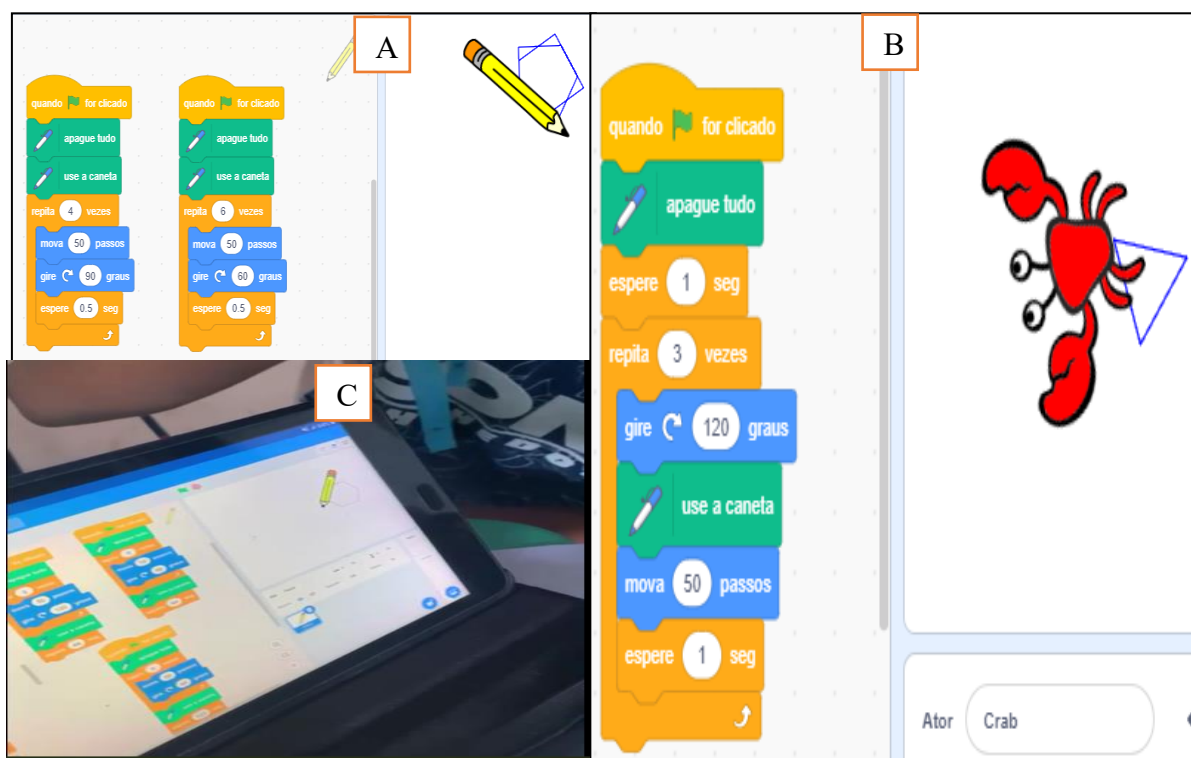 A
quando for clicado
apague tudo
use a caneta
repita 4 vezes
mova 50 passos
gire 90 graus
espere 0.5 seg
quando for clicado
apague tudo
use a caneta
repita 6 vezes
mova 50 passos
gire 60 graus
espere 0.5 seg
B
quando for clicado
apague tudo
espere 1 seg
repita 3 vezes
gire 120 graus
use a caneta
mova 50 passos
espere 1 seg
Ator Crab
C